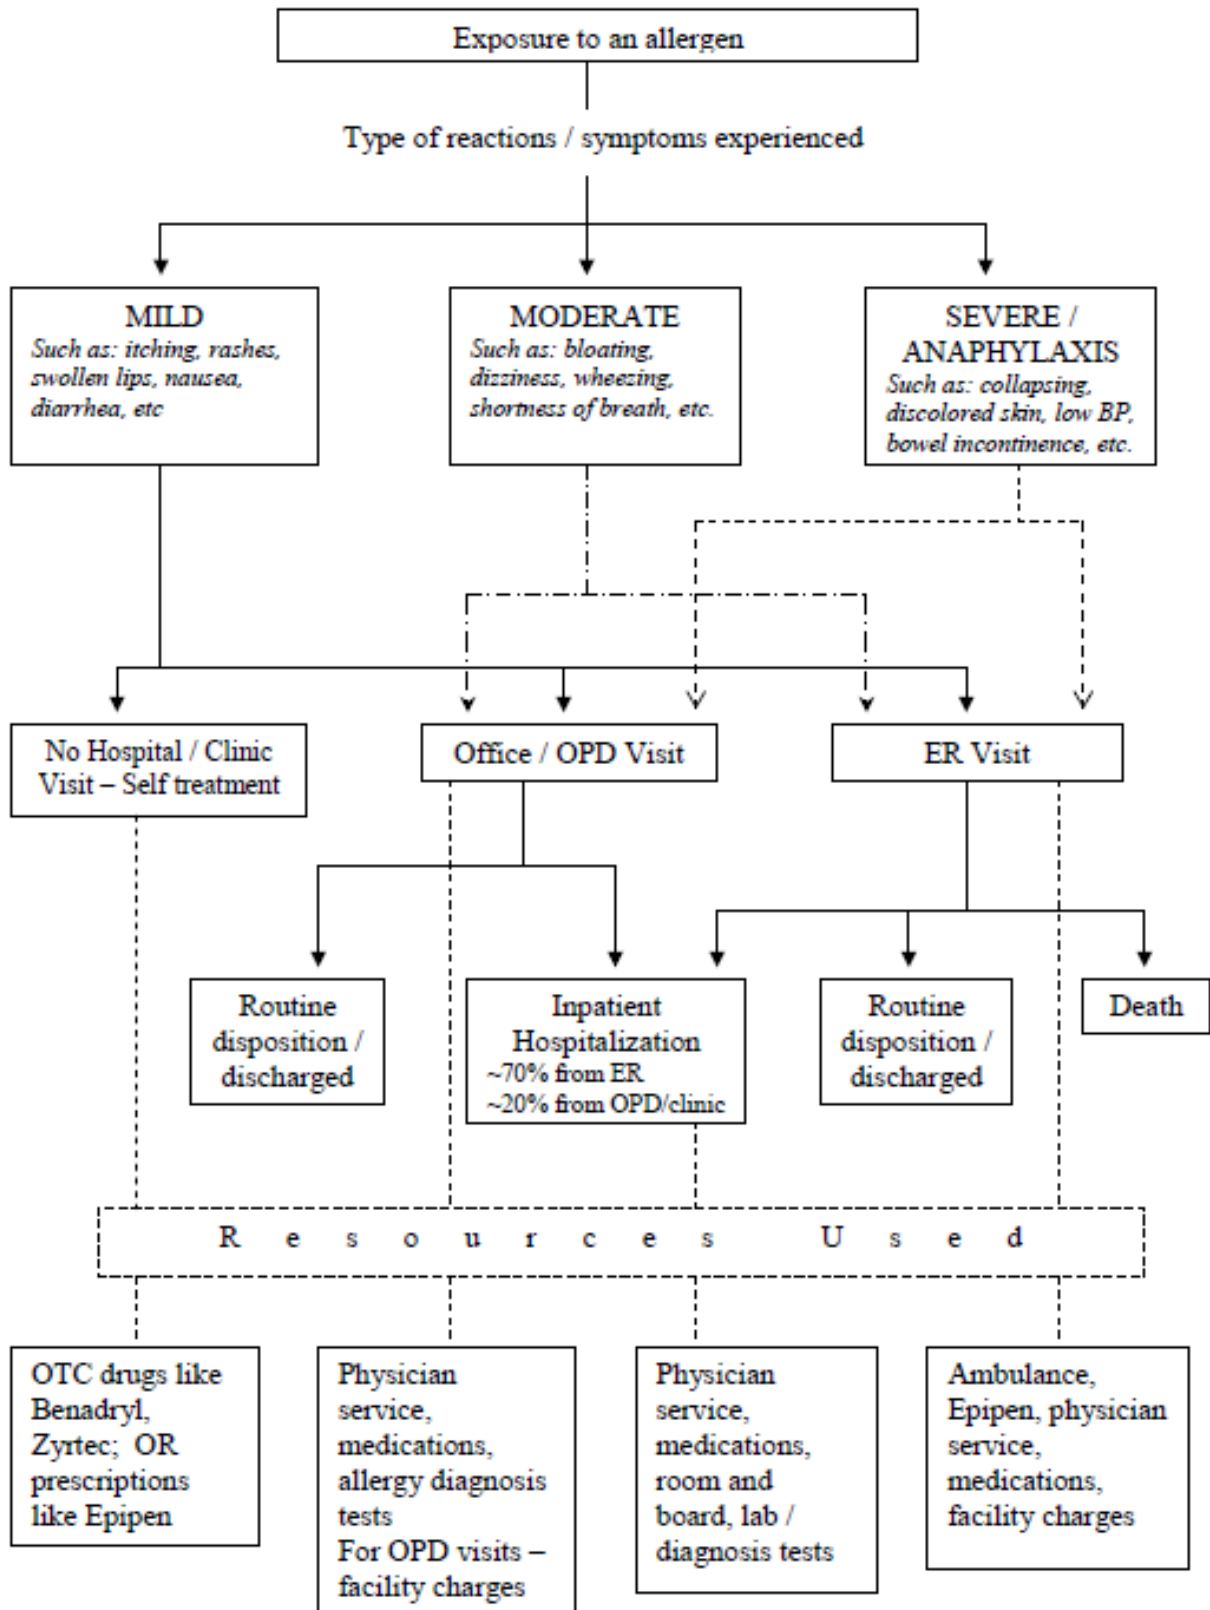 Exposure to an allergen
Type of reactions / symptoms experienced
MILD
Such as: itching, rashes,
swollen lips, nausea,
diarrhea, etc
MODERATE
Such as: bloating,
dizziness, wheezing,
shortness of breath, etc.
SEVERE /
ANAPHYLAXIS
Such as: collapsing,
discolored skin, low BP,
bowel incontinence, etc.
No Hospital / Clinic
Visit – Self treatment
Office / OPD Visit
ER Visit
Routine
disposition /
discharged
Inpatient
Hospitalization
~70% from ER
~20% from OPD/clinic
Routine
disposition /
discharged
Death
Resources Used
OTC drugs like
Benadryl,
Zyrtec; OR
prescriptions
like Epipen
Physician
service,
medications,
allergy diagnosis
tests
For OPD visits –
facility charges
Physician
service,
medications,
room and
board, lab /
diagnosis tests
Ambulance,
Epipen, physician
service,
medications,
facility charges